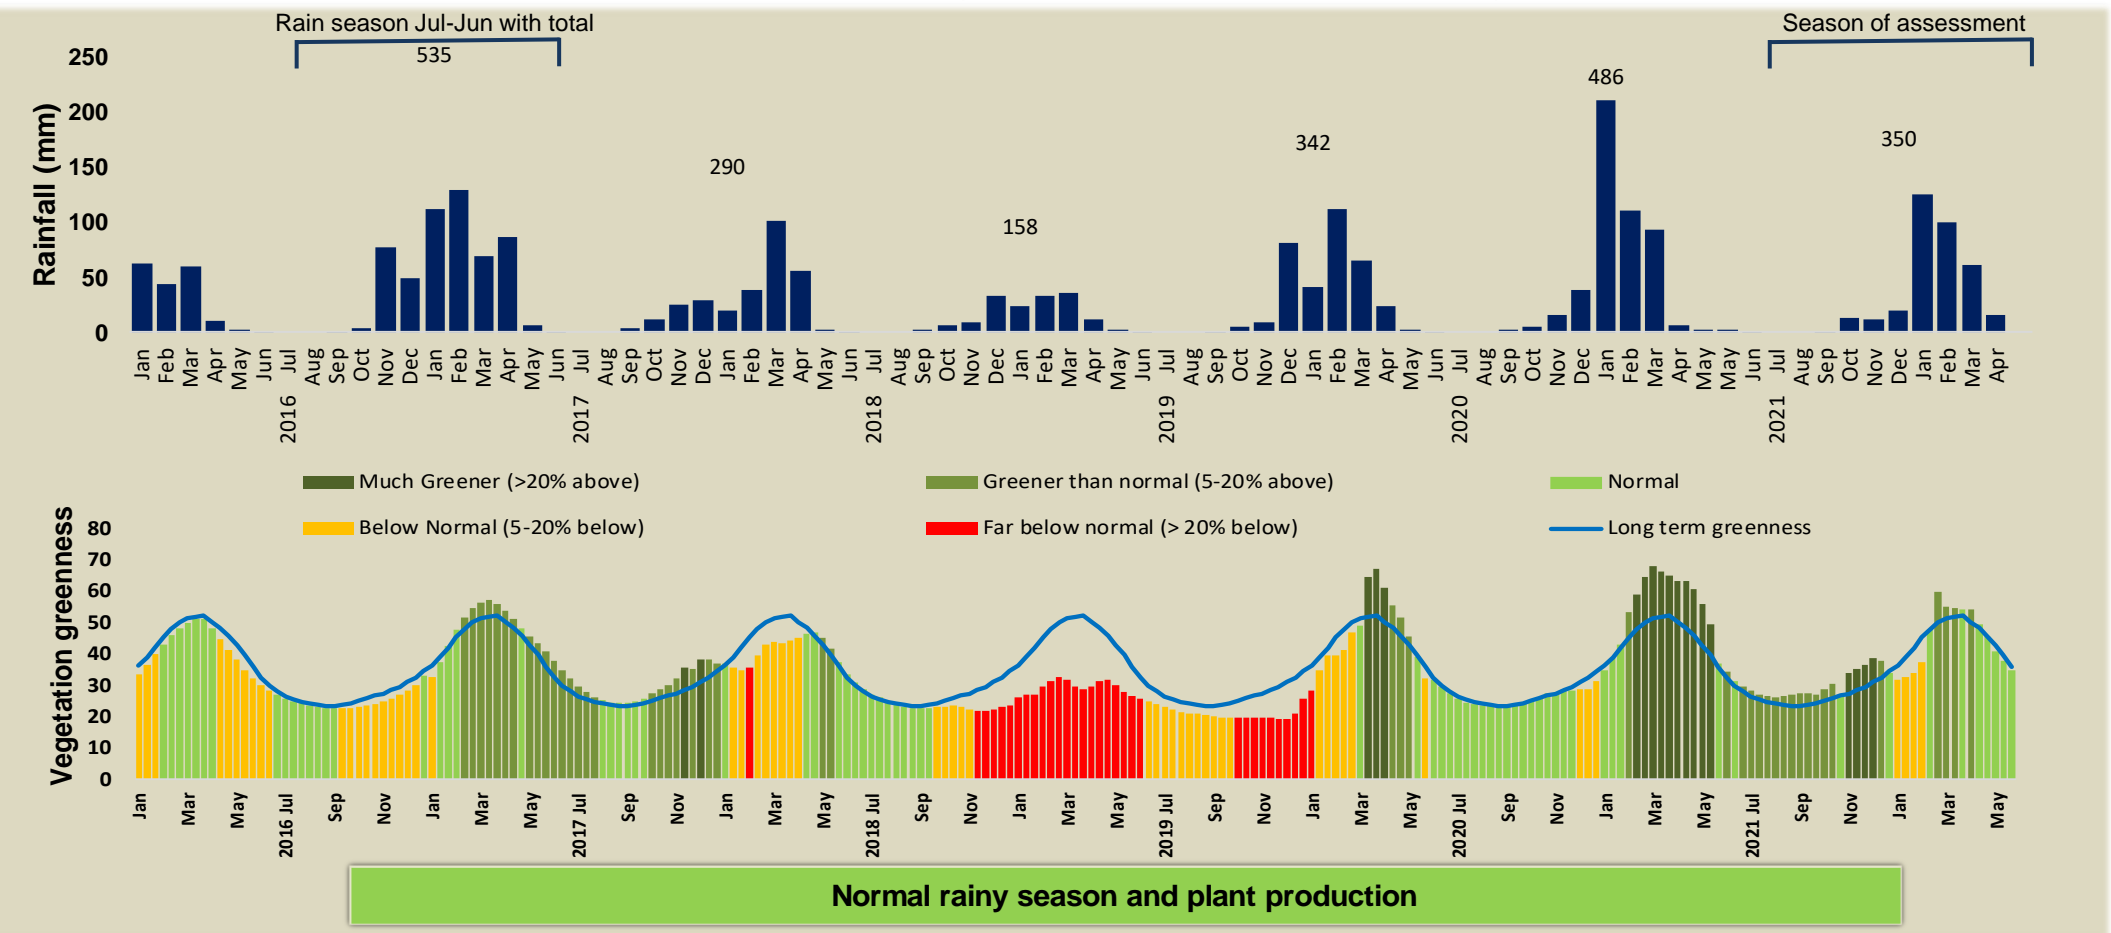 Rain season Jul-Jun with total
Season of assessment
535
290
158
342
486
350
Rainfall (mm)
250
200
150
100
50
0
Jan Feb Mar Apr May Jun Jul Aug Sep Oct Nov Dec Jan Feb Mar Apr May Jun Jul Aug Sep Oct Nov Dec Jan Feb Mar Apr May Jun Jul Aug Sep Oct Nov Dec Jan Feb Mar Apr May Jun Jul Aug Sep Oct Nov Dec Jan Feb Mar Apr May Jun Jul Aug Sep Oct Nov Dec Jan Feb Mar Apr May May Jun Jul Aug Sep Oct Nov Dec Jan Feb Mar Apr
2016 2017 2018 2019 2020 2021
Much Greener (>20% above)
Greener than normal (5-20% above)
Normal
Below Normal (5-20% below)
Far below normal (> 20% below)
Long term greenness
Vegetation greenness
80
70
60
50
40
30
20
10
0
Jan Mar May 2016 Jul Sep Nov Jan Mar May 2017 Jul Sep Nov Jan Mar May 2018 Jul Sep Nov Jan Mar May 2019 Jul Sep Nov Jan Mar May 2020 Jul Sep Nov Jan Mar May 2021 Jul Sep Nov Jan Mar May
Normal rainy season and plant production